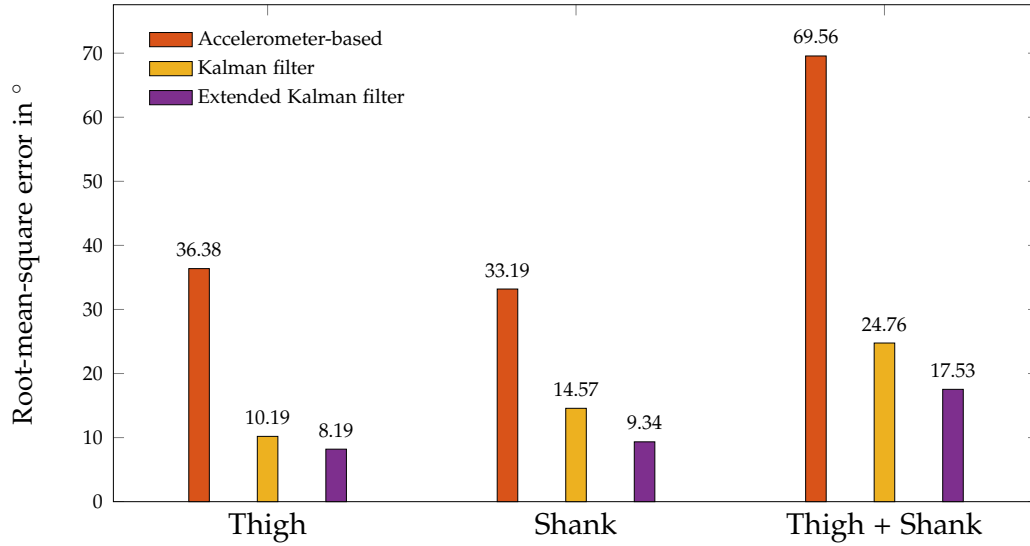 Root-mean-square error in °
70
60
50
40
30
20
10
0
Accelerometer-based
Kalman filter
Extended Kalman filter
36.38
10.19
8.19
33.19
14.57
9.34
69.56
24.76
17.53
Thigh
Shank
Thigh + Shank